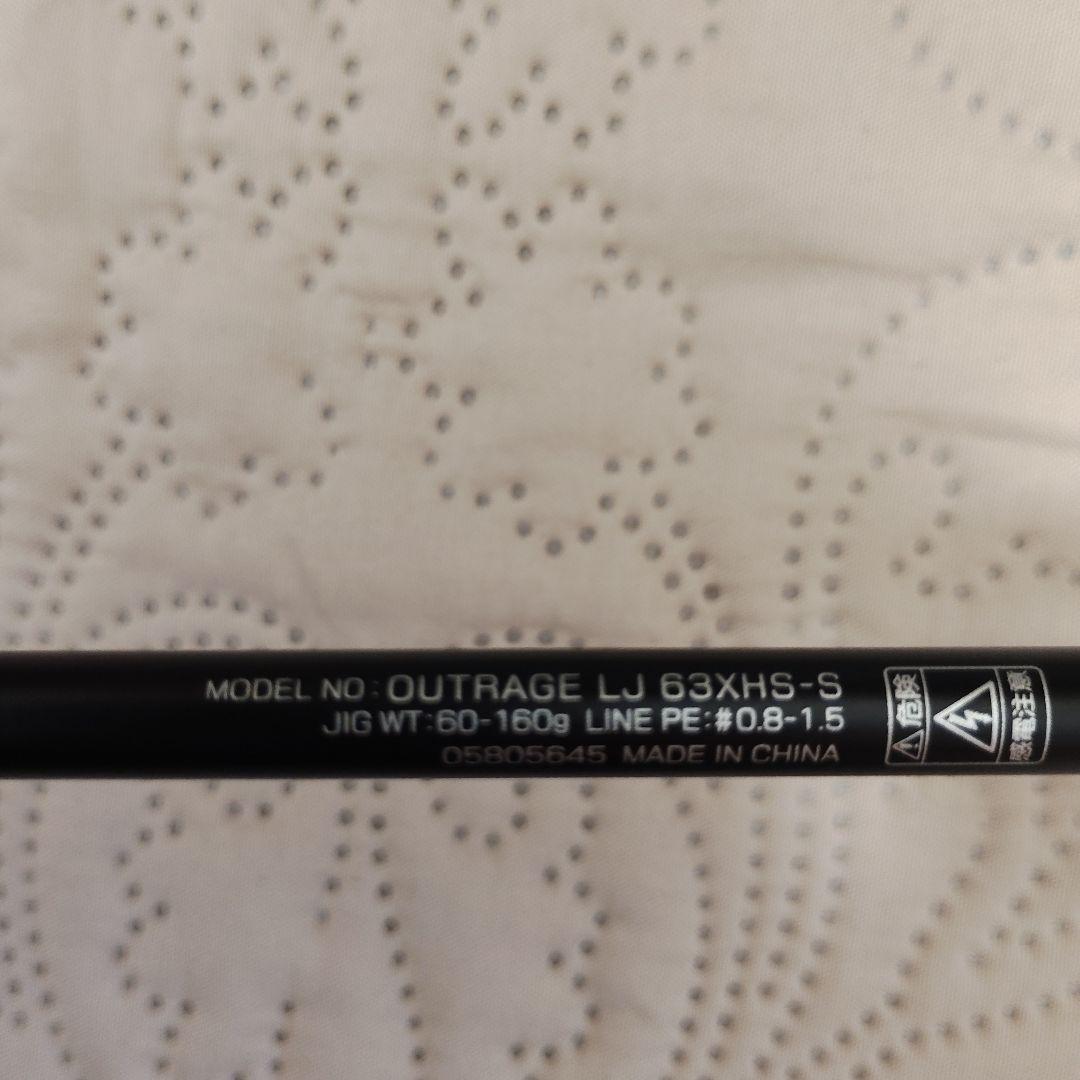 MODEL NO:OUTRAGE LJ 63XHS-S
JIG WT:60-160g LINE PE:#0.8-1.5
05805645 MADE IN CHINA
危険
感電注意